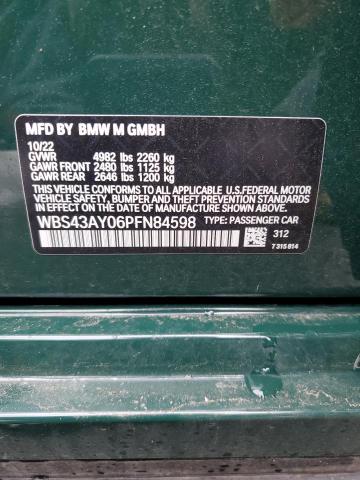 MFD BY BMW M GMBH
10/22
GVWR 4982 lbs 2260 kg
GAWR FRONT 2480 lbs 1125 kg
GAWR REAR 2646 lbs 1200 kg
THIS VEHICLE CONFORMS TO ALL APPLICABLE U.S.FEDERAL MOTOR
VEHICLE SAFETY, BUMPER, AND THEFT PREVENTION STANDARDS
IN EFFECT ON THE DATE OF MANUFACTURE SHOWN ABOVE.
WBS43AY06PFN84598 TYPE: PASSENGER CAR
312
7 315 814